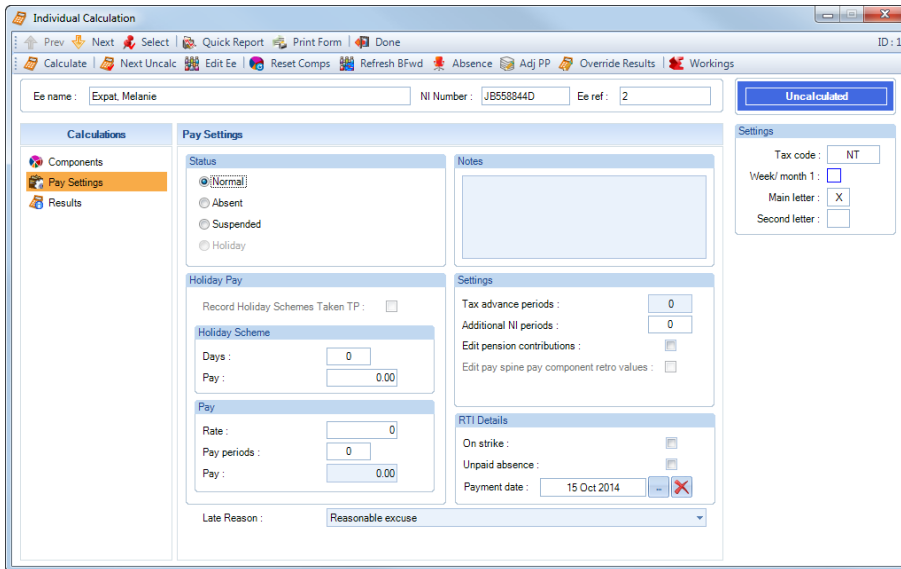 Individual Calculation
Prev Next Select Quick Report Print Form Done ID : 1
Calculate Next Uncalc Edit Ee Reset Comps Refresh BFwd Absence Adj PP Override Results Workings
Ee name : Expat, Melanie NI Number : JB558844D Ee ref : 2 Uncalculated
Calculations
Components
Pay Settings
Results
Pay Settings
Status
Normal
Absent
Suspended
Holiday
Notes
Holiday Pay
Record Holiday Schemes Taken TP :
Holiday Scheme
Days : 0
Pay : 0.00
Pay
Rate : 0
Pay periods : 0
Pay : 0.00
Settings
Tax advance periods : 0
Additional NI periods : 0
Edit pension contributions :
Edit pay spine pay component retro values :
RTI Details
On strike :
Unpaid absence :
Payment date : 15 Oct 2014 ...
Late Reason : Reasonable excuse
Settings
Tax code : NT
Week/ month 1 :
Main letter : X
Second letter :